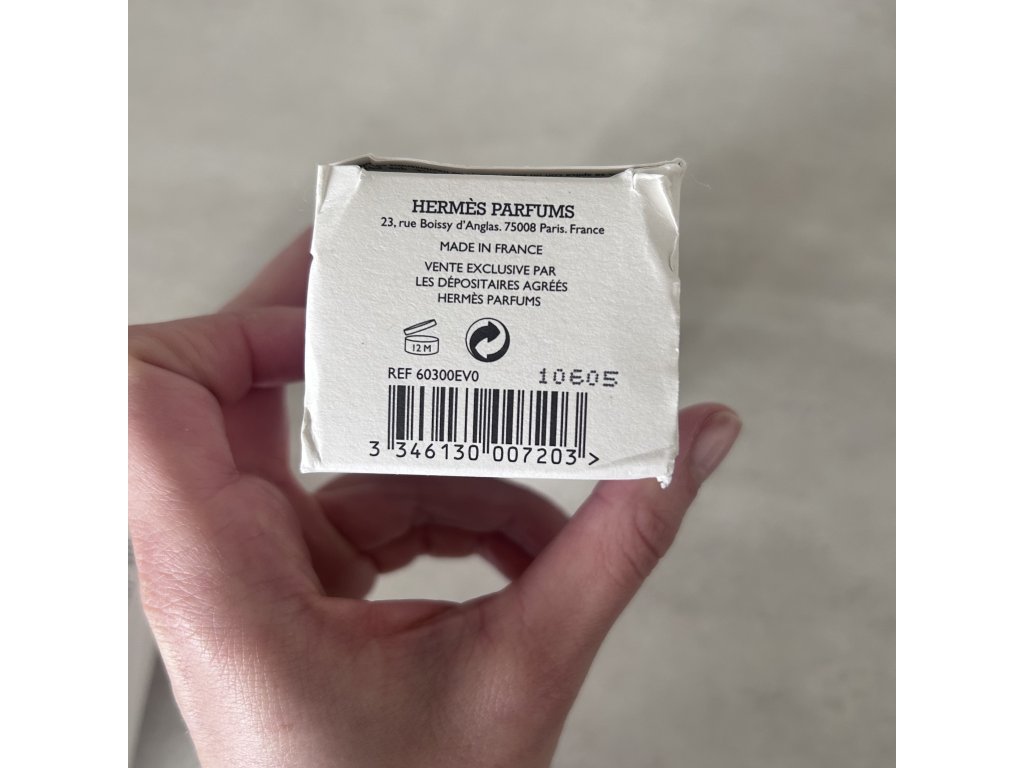 HERMÈS PARFUMS
23, rue Boissy d'Anglas. 75008 Paris. France
MADE IN FRANCE
VENTE EXCLUSIVE PAR
LES DÉPOSITAIRES AGRÉÉS
HERMÈS PARFUMS
12 M
REF 60300EV0 10605
3 346130 007203 >